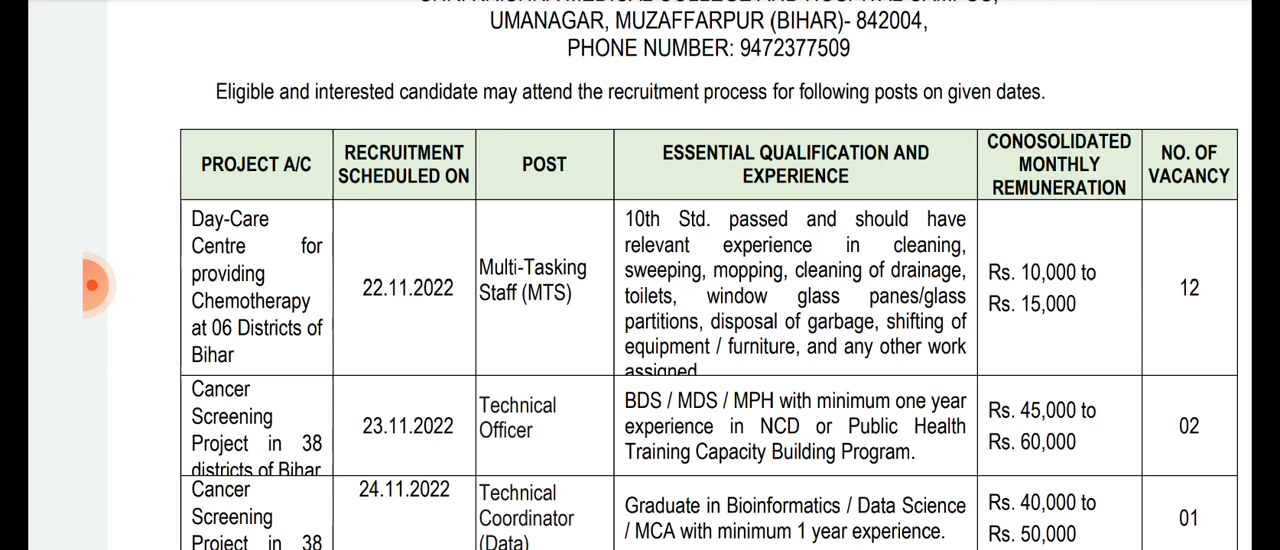 UMANAGAR, MUZAFFARPUR (BIHAR)- 842004,
PHONE NUMBER: 9472377509
Eligible and interested candidate may attend the recruitment process for following posts on given dates.
PROJECT A/C
RECRUITMENT
SCHEDULED ON
POST
ESSENTIAL QUALIFICATION AND
EXPERIENCE
CONOSOLIDATED
MONTHLY
REMUNERATION
NO. OF
VACANCY
Day-Care
Centre for
providing
Chemotherapy
at 06 Districts of
Bihar
22.11.2022
Multi-Tasking
Staff (MTS)
10th Std. passed and should have
relevant experience in cleaning,
sweeping, mopping, cleaning of drainage,
toilets, window glass panes/glass
partitions, disposal of garbage, shifting of
equipment / furniture, and any other work
assigned
Rs. 10,000 to
Rs. 15,000
12
Cancer
Screening
Project in 38
districts of Bihar
23.11.2022
Technical
Officer
BDS / MDS / MPH with minimum one year
experience in NCD or Public Health
Training Capacity Building Program.
Rs. 45,000 to
Rs. 60,000
02
Cancer
Screening
Project in 38
24.11.2022
Technical
Coordinator
(Data)
Graduate in Bioinformatics / Data Science
/ MCA with minimum 1 year experience.
Rs. 40,000 to
Rs. 50,000
01